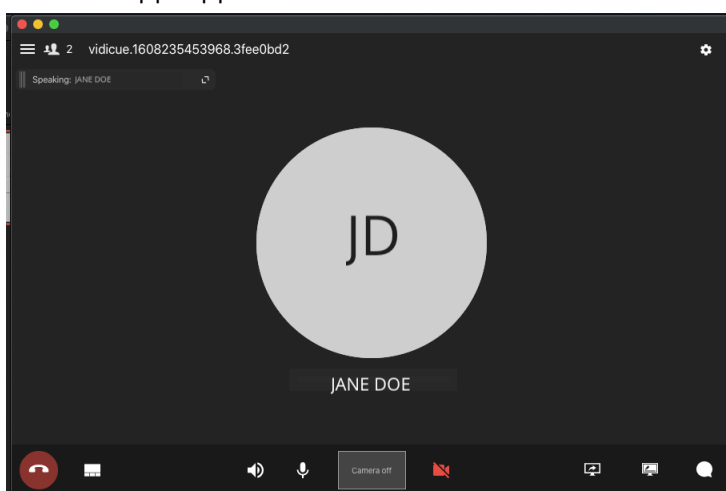 2 vidicue.1608235453968.3fee0bd2
Speaking: JANE DOE
JD
JANE DOE
Camera off